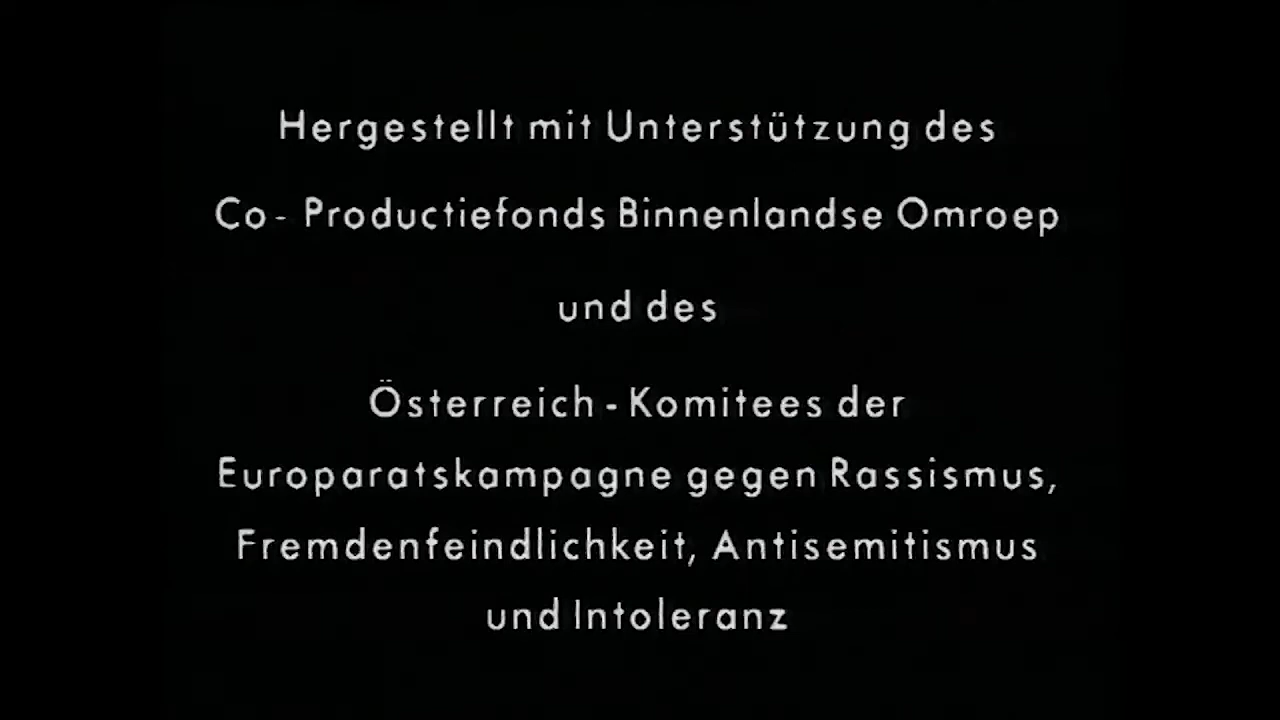 Hergestellt mit Unterstützung des
Co - Productiefonds Binnenlandse Omroep
und des
Österreich - Komitees der
Europaratskampagne gegen Rassismus,
Fremdenfeindlichkeit, Antisemitismus
und Intoleranz